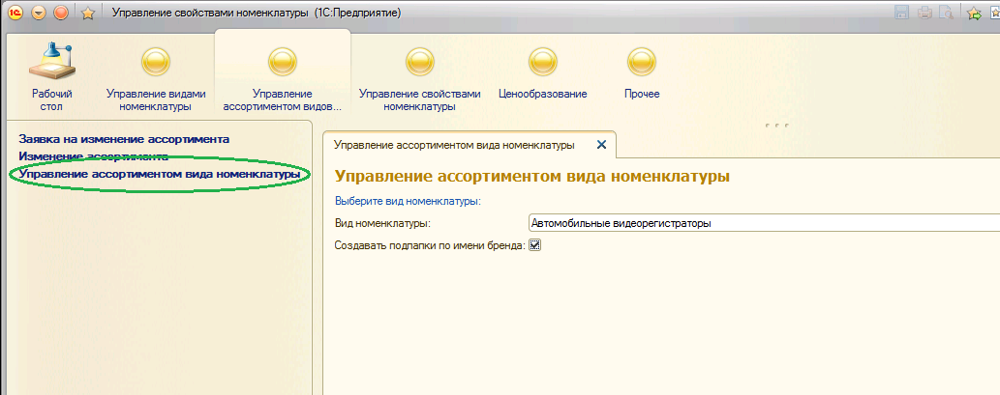 Управление свойствами номенклатуры (1С:Предприятие)
Рабочий
стол
Управление видами
номенклатуры
Управление
ассортиментом видов...
Управление свойствами
номенклатуры
Ценообразование
Прочее
Заявка на изменение ассортимента
Изменение ассортимента
Управление ассортиментом вида номенклатуры
Управление ассортиментом вида номенклатуры
Управление ассортиментом вида номенклатуры
Выберите вид номенклатуры:
Вид номенклатуры: Автомобильные видеорегистраторы
Создавать подпапки по имени бренда: